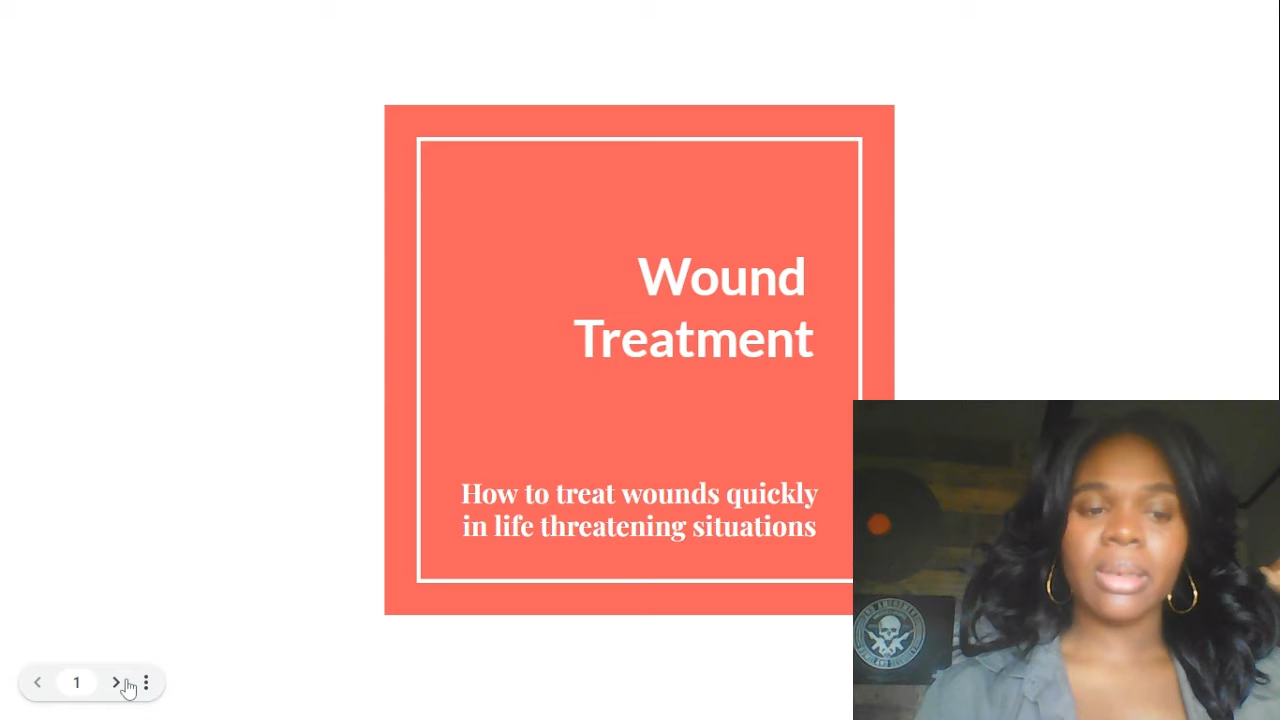 Wound
Treatment
How to treat wounds quickly
in life threatening situations
1